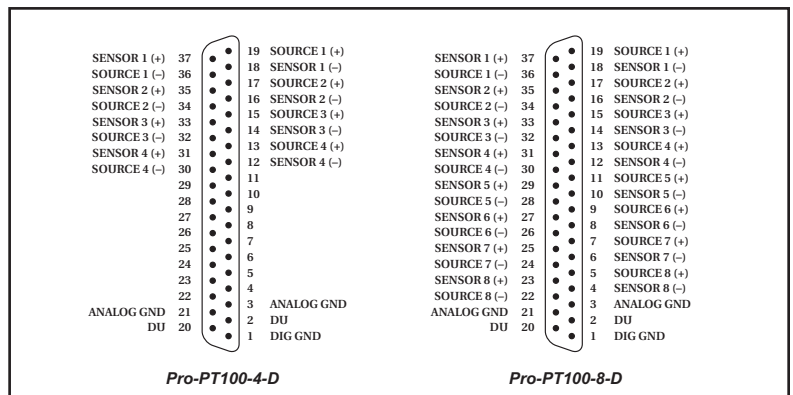 19 SOURCE 1 (+)
SENSOR 1 (+) 37
18 SENSOR 1 (–)
SOURCE 1 (–) 36
17 SOURCE 2 (+)
SENSOR 2 (+) 35
16 SENSOR 2 (–)
SOURCE 2 (–) 34
15 SOURCE 3 (+)
SENSOR 3 (+) 33
14 SENSOR 3 (–)
SOURCE 3 (–) 32
13 SOURCE 4 (+)
SENSOR 4 (+) 31
12 SENSOR 4 (–)
SOURCE 4 (–) 30
11
29
10
28
9
27
8
26
7
25
6
24
5
23
4
22
3 ANALOG GND
ANALOG GND 21
2 DU
DU 20
1 DIG GND
Pro-PT100-4-D
19 SOURCE 1 (+)
SENSOR 1 (+) 37
18 SENSOR 1 (–)
SOURCE 1 (–) 36
17 SOURCE 2 (+)
SENSOR 2 (+) 35
16 SENSOR 2 (–)
SOURCE 2 (–) 34
15 SOURCE 3 (+)
SENSOR 3 (+) 33
14 SENSOR 3 (–)
SOURCE 3 (–) 32
13 SOURCE 4 (+)
SENSOR 4 (+) 31
12 SENSOR 4 (–)
SOURCE 4 (–) 30
11 SOURCE 5 (+)
SENSOR 5 (+) 29
10 SENSOR 5 (–)
SOURCE 5 (–) 28
9 SOURCE 6 (+)
SENSOR 6 (+) 27
8 SENSOR 6 (–)
SOURCE 6 (–) 26
7 SOURCE 7 (+)
SENSOR 7 (+) 25
6 SENSOR 7 (–)
SOURCE 7 (–) 24
5 SOURCE 8 (+)
SENSOR 8 (+) 23
4 SENSOR 8 (–)
SOURCE 8 (–) 22
3 ANALOG GND
ANALOG GND 21
2 DU
DU 20
1 DIG GND
Pro-PT100-8-D